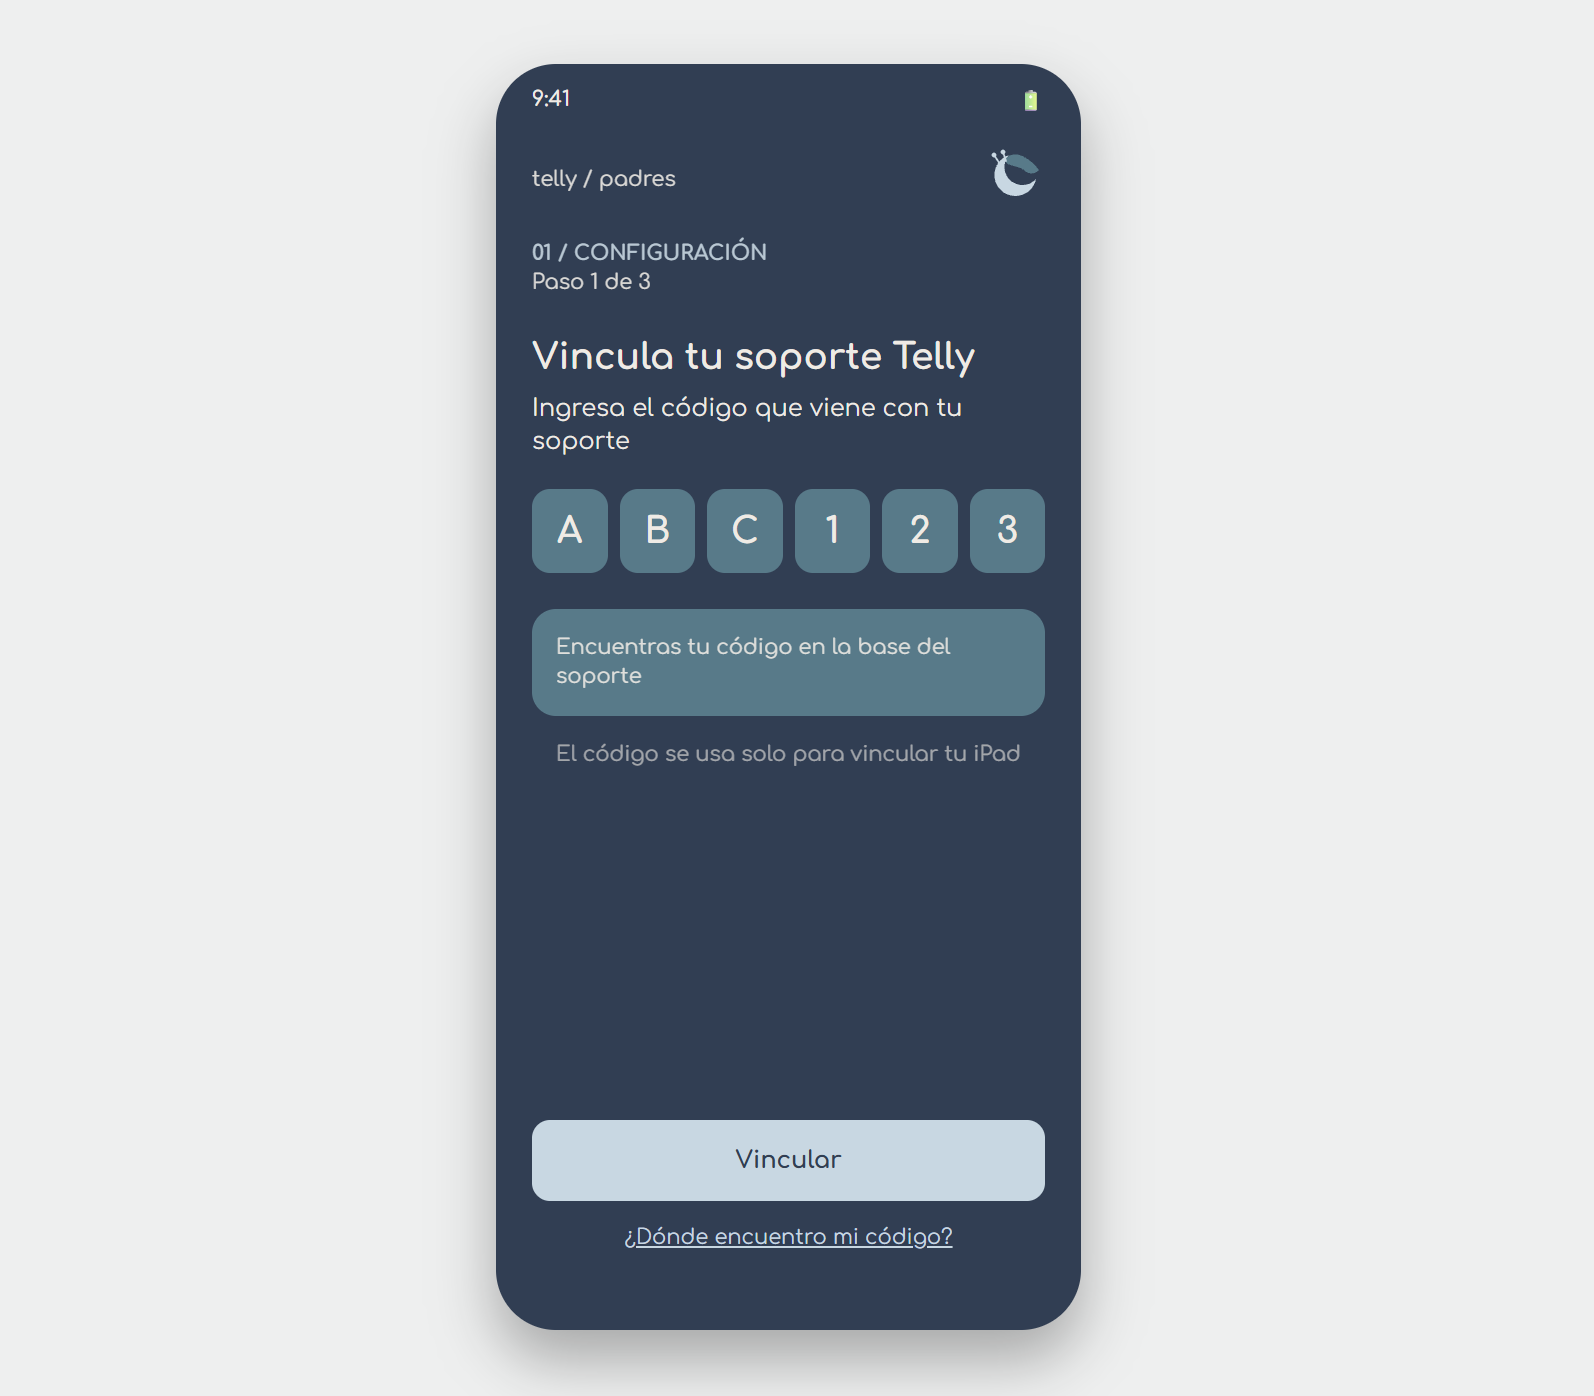 9:41
telly / padres
01 / CONFIGURACIÓN
Paso 1 de 3
Vincula tu soporte Telly
Ingresa el código que viene con tu
soporte
A B C 1 2 3
Encuentras tu código en la base del
soporte
El código se usa solo para vincular tu iPad
Vincular
¿Dónde encuentro mi código?